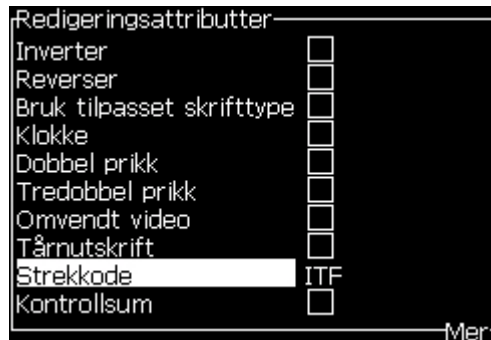 Redigeringsattributter
Inverter
Reverser
Bruk tilpasset skrifttype
Klokke
Dobbel prikk
Tredobbel prikk
Omvendt video
Tårnutskrift
Strekkode ITF
Kontrollsum
Mer